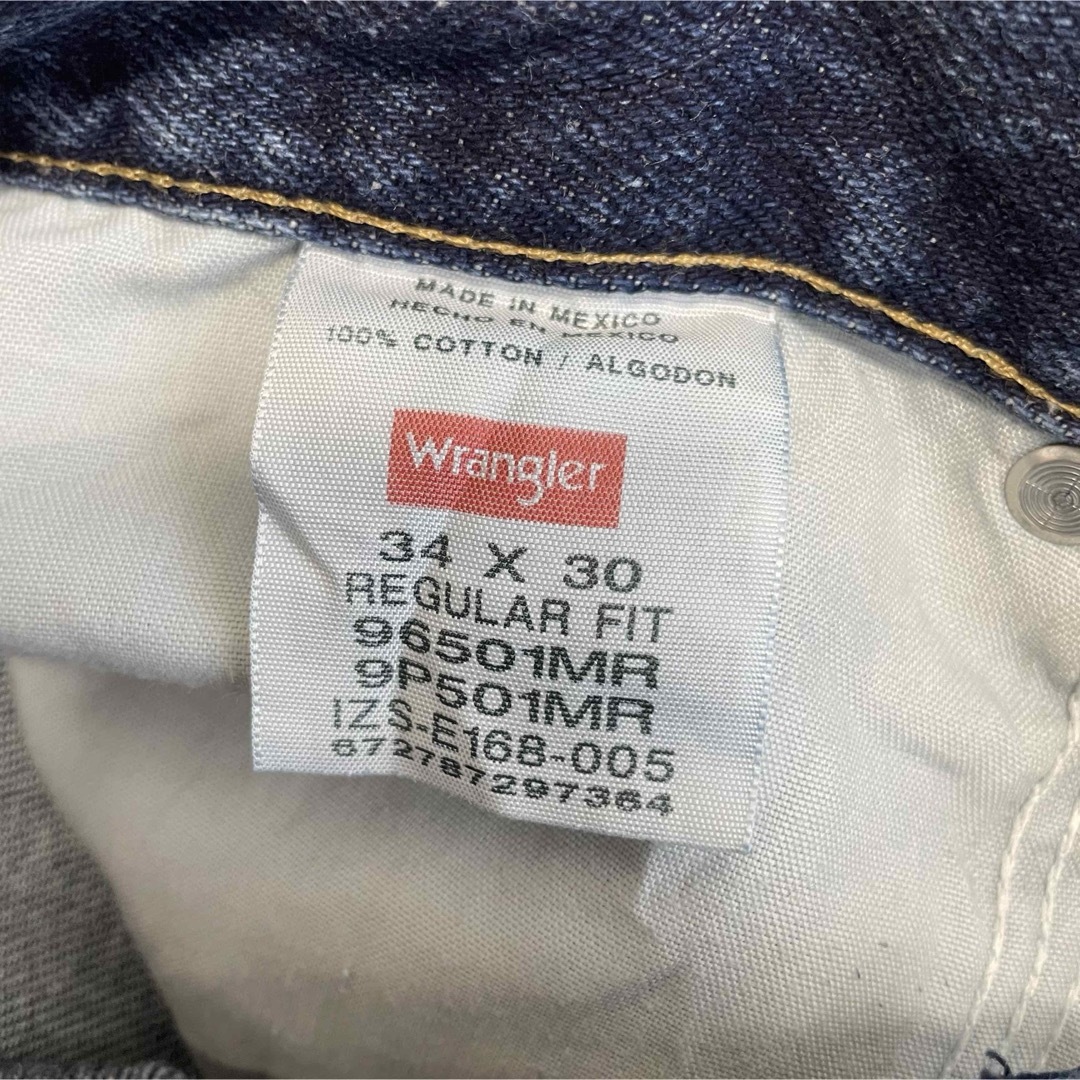 MADE IN MEXICO
HECHO EN MEXICO
100% COTTON / ALGODON
Wrangler
34 X 30
REGULAR FIT
96501MR
9P501MR
IZS-E168-005
672787297364